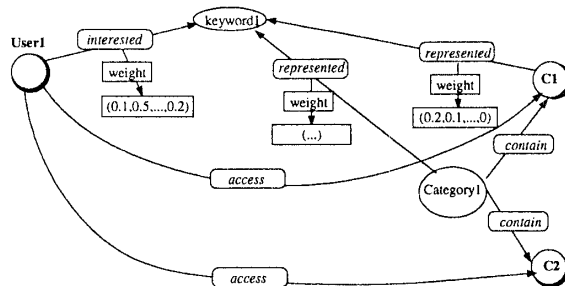 keyword1
User1
interested
represented
weight
represented
C1
weight
weight
(0.1,0.5,...,0.2)
(0.2,0.1,...,0)
(...)
contain
access
Category1
contain
C2
access